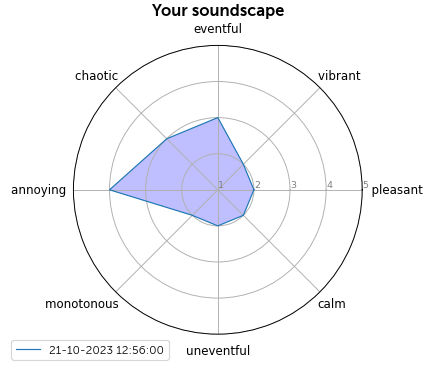 Your soundscape
eventful
chaotic
vibrant
annoying
1
2
3
4
5
pleasant
monotonous
calm
uneventful
21-10-2023 12:56:00